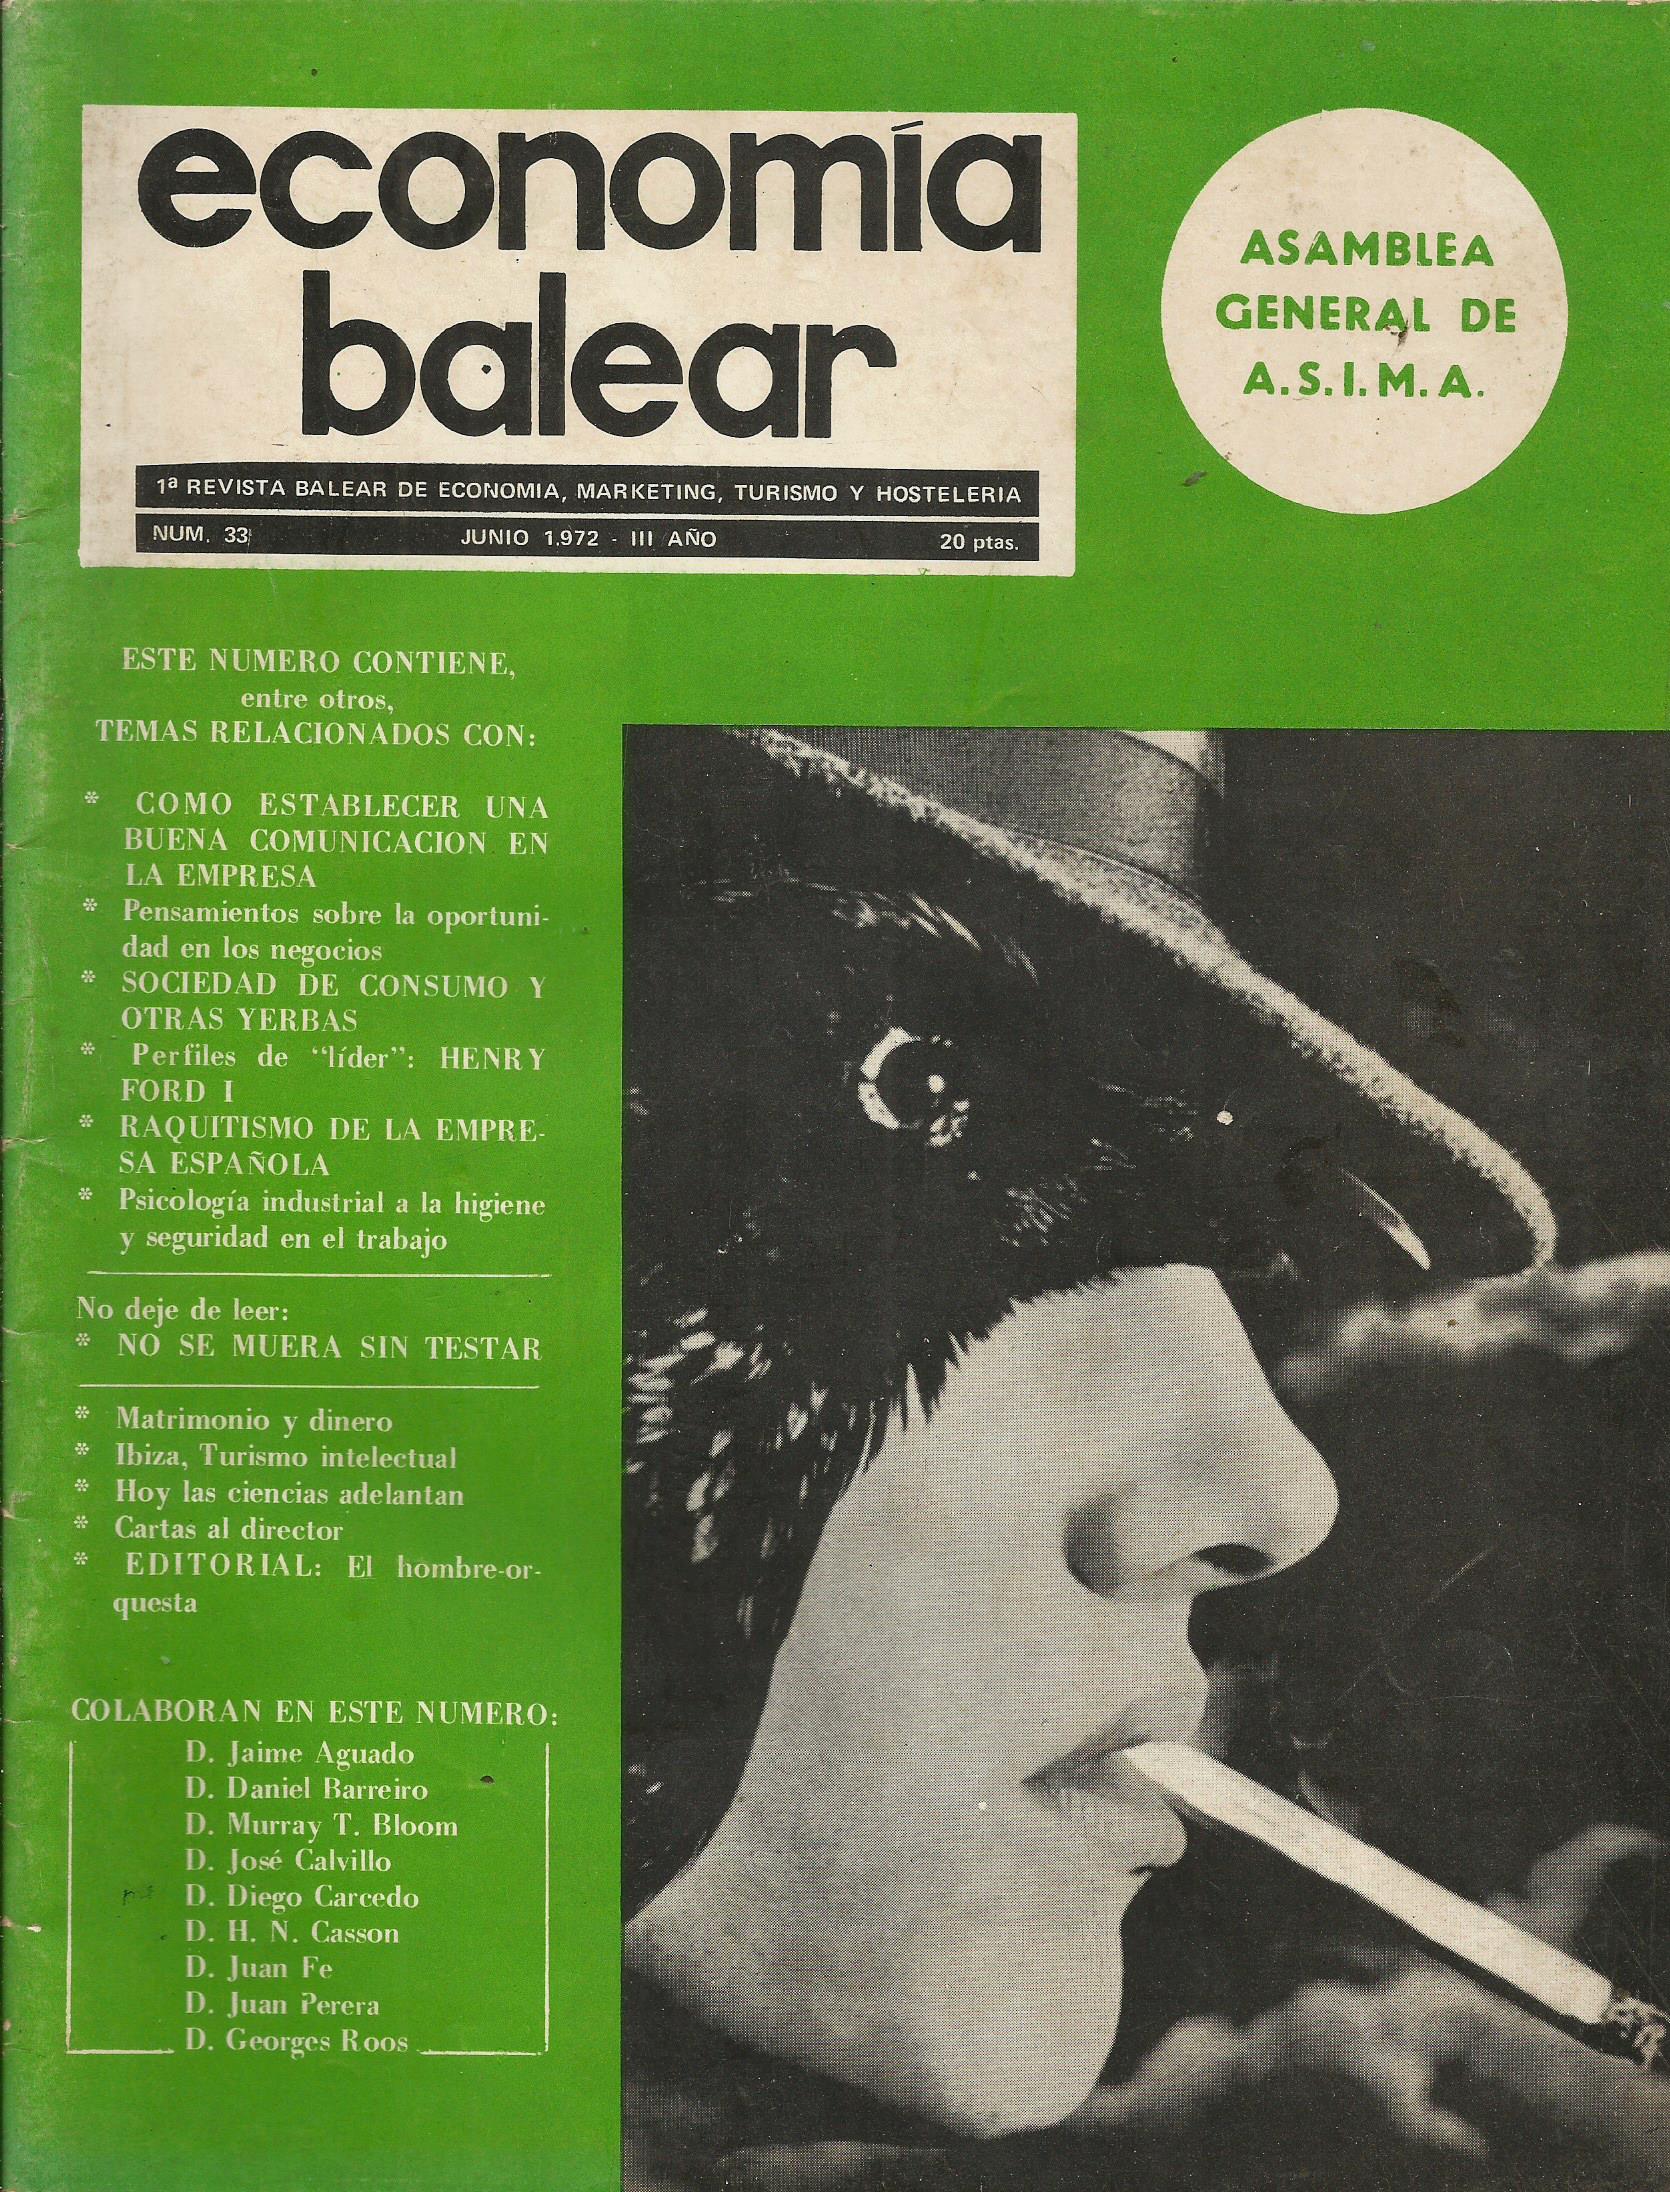 economía
balear
1ª REVISTA BALEAR DE ECONOMIA, MARKETING, TURISMO Y HOSTELERIA
NUM. 33 JUNIO 1.972 - III AÑO 20 ptas.
ASAMBLEA
GENERAL DE
A.S.I.M.A.
ESTE NUMERO CONTIENE,
entre otros,
TEMAS RELACIONADOS CON:
* COMO ESTABLECER UNA
BUENA COMUNICACION EN
LA EMPRESA
* Pensamientos sobre la oportuni-
dad en los negocios
* SOCIEDAD DE CONSUMO Y
OTRAS YERBAS
* Perfiles de "líder": HENRY
FORD I
* RAQUITISMO DE LA EMPRE-
SA ESPAÑOLA
* Psicología industrial a la higiene
y seguridad en el trabajo
No deje de leer:
* NO SE MUERA SIN TESTAR
* Matrimonio y dinero
* Ibiza, Turismo intelectual
* Hoy las ciencias adelantan
* Cartas al director
* EDITORIAL: El hombre-or-
questa
COLABORAN EN ESTE NUMERO:
D. Jaime Aguado
D. Daniel Barreiro
D. Murray T. Bloom
D. José Calvillo
D. Diego Carcedo
D. H. N. Casson
D. Juan Fe
D. Juan Perera
D. Georges Roos